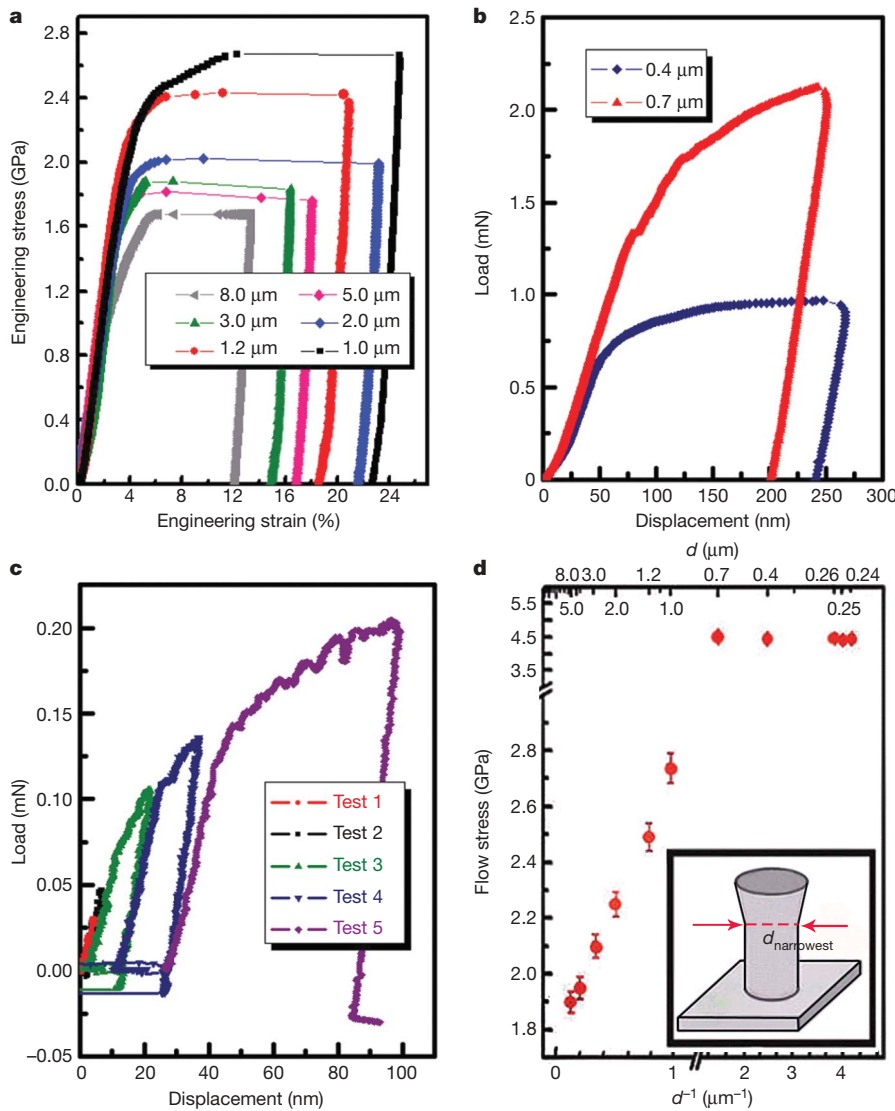 a
Engineering stress (GPa)
2.8
2.4
2.0
1.6
1.2
0.8
0.4
0.0
8.0 μm
5.0 μm
3.0 μm
2.0 μm
1.2 μm
1.0 μm
0 4 8 12 16 20 24
Engineering strain (%)
b
Load (mN)
2.5
2.0
1.5
1.0
0.5
0
0.4 μm
0.7 μm
0 50 100 150 200 250 300
Displacement (nm)
c
Load (mN)
0.20
0.15
0.10
0.05
0.00
−0.05
Test 1
Test 2
Test 3
Test 4
Test 5
0 20 40 60 80 100
Displacement (nm)
d
d (μm)
8.0 3.0 1.2 0.7 0.4 0.26 0.24
5.0 2.0 1.0 0.25
Flow stress (GPa)
5.5
4.5
3.5
2.8
2.6
2.4
2.2
2.0
1.8
dnarrowest
0 1 2 3 4
d−1 (μm−1)